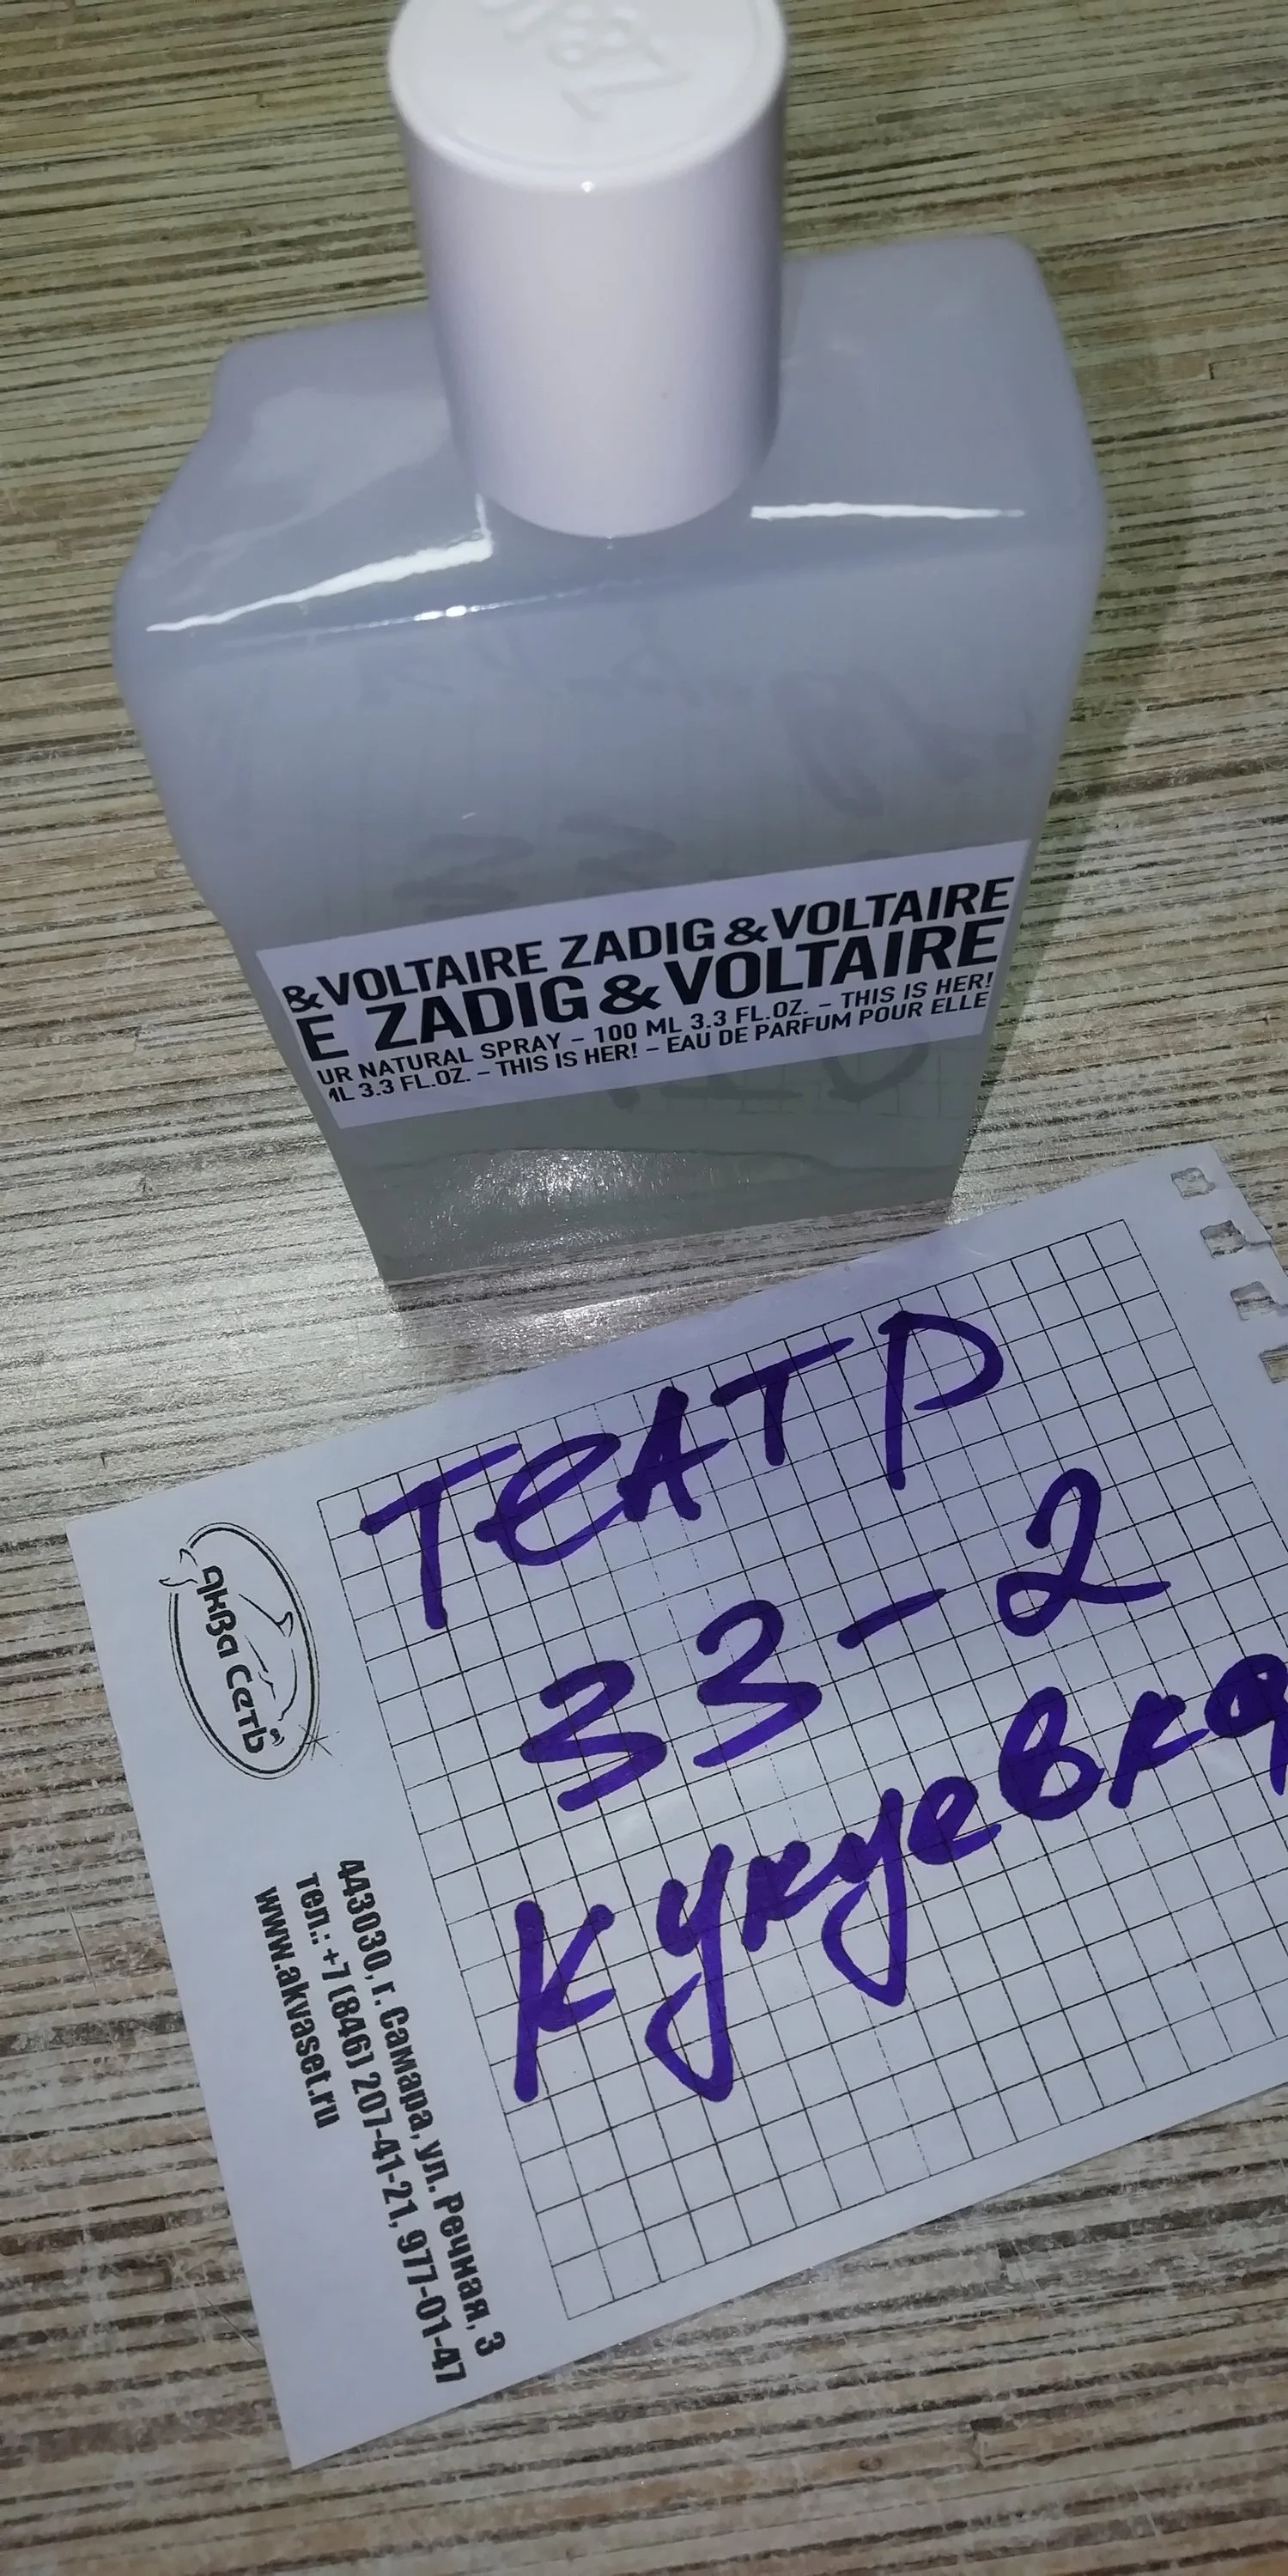 &VOLTAIRE ZADIG & VOLTAIRE
E ZADIG & VOLTAIRE
UR NATURAL SPRAY – 100 ML 3.3 FL.OZ. – THIS IS HER!
ML 3.3 FL.OZ. – THIS IS HER! – EAU DE PARFUM POUR ELLE
Театр
33-2
Кукуевка
аква Сеть
443030, г. Самара, ул. Речная, 3
тел.: +7 (846) 207-41-21, 977-01-47
www.akvaset.ru